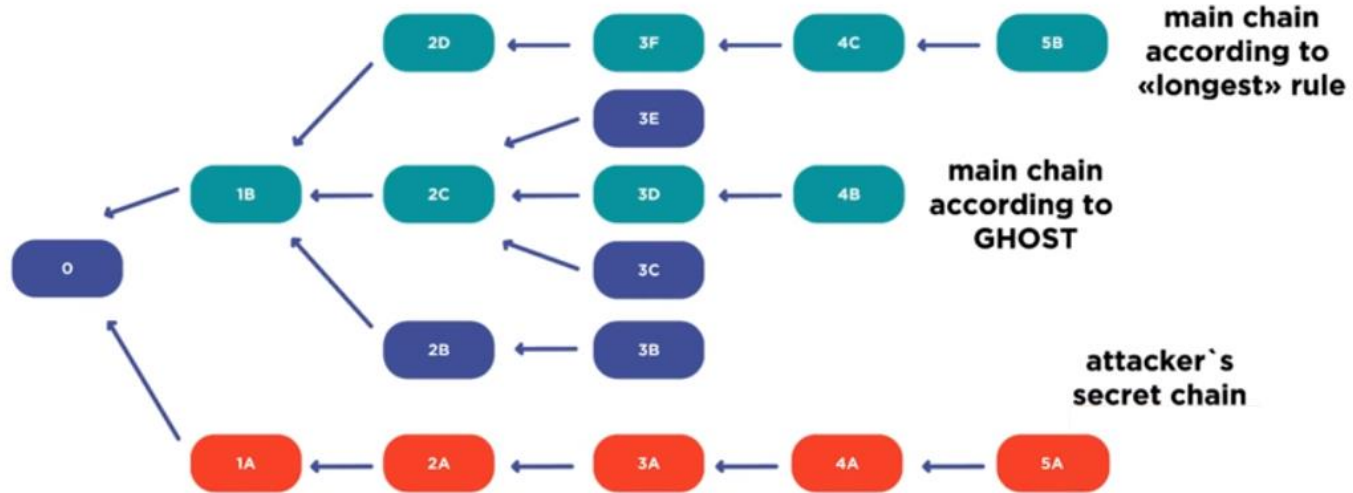 2D
3F
4C
5B
main chain
according to
«longest» rule
3E
1B
2C
3D
4B
main chain
according to
GHOST
0
3C
2B
3B
attacker`s
secret chain
1A
2A
3A
4A
5A